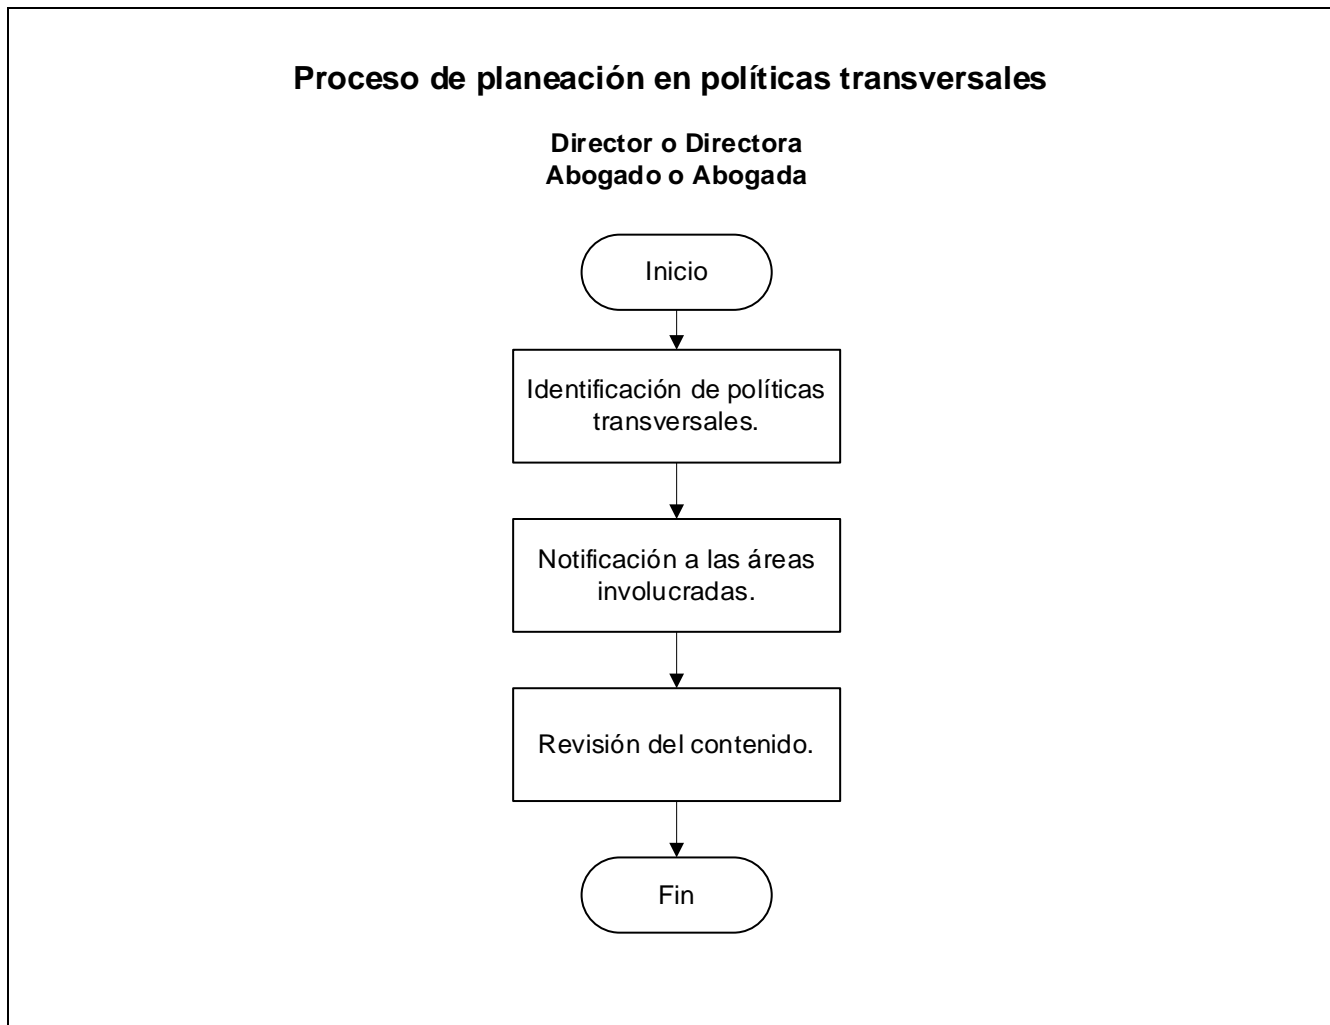 Proceso de planeación en políticas transversales
Director o Directora
Abogado o Abogada
Inicio
Identificación de políticas
transversales.
Notificación a las áreas
involucradas.
Revisión del contenido.
Fin